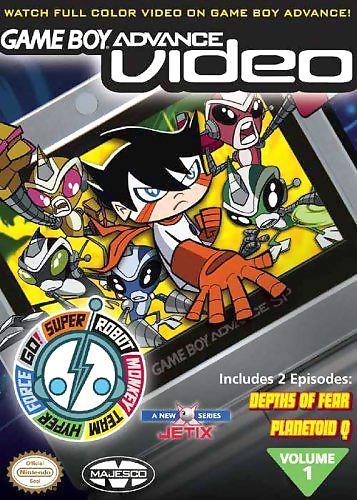 WATCH FULL COLOR VIDEO ON GAME BOY ADVANCE!
GAME BOY ADVANCE
video
GAME BOY ADVANCE SP
SUPER ROBOT MONKEY TEAM HYPER FORCE GO!
Includes 2 Episodes:
DEPTHS OF FEAR
PLANETOID Q
A NEW SERIES
JETIX
VOLUME
1
Official
Nintendo
Seal
MAJESCO